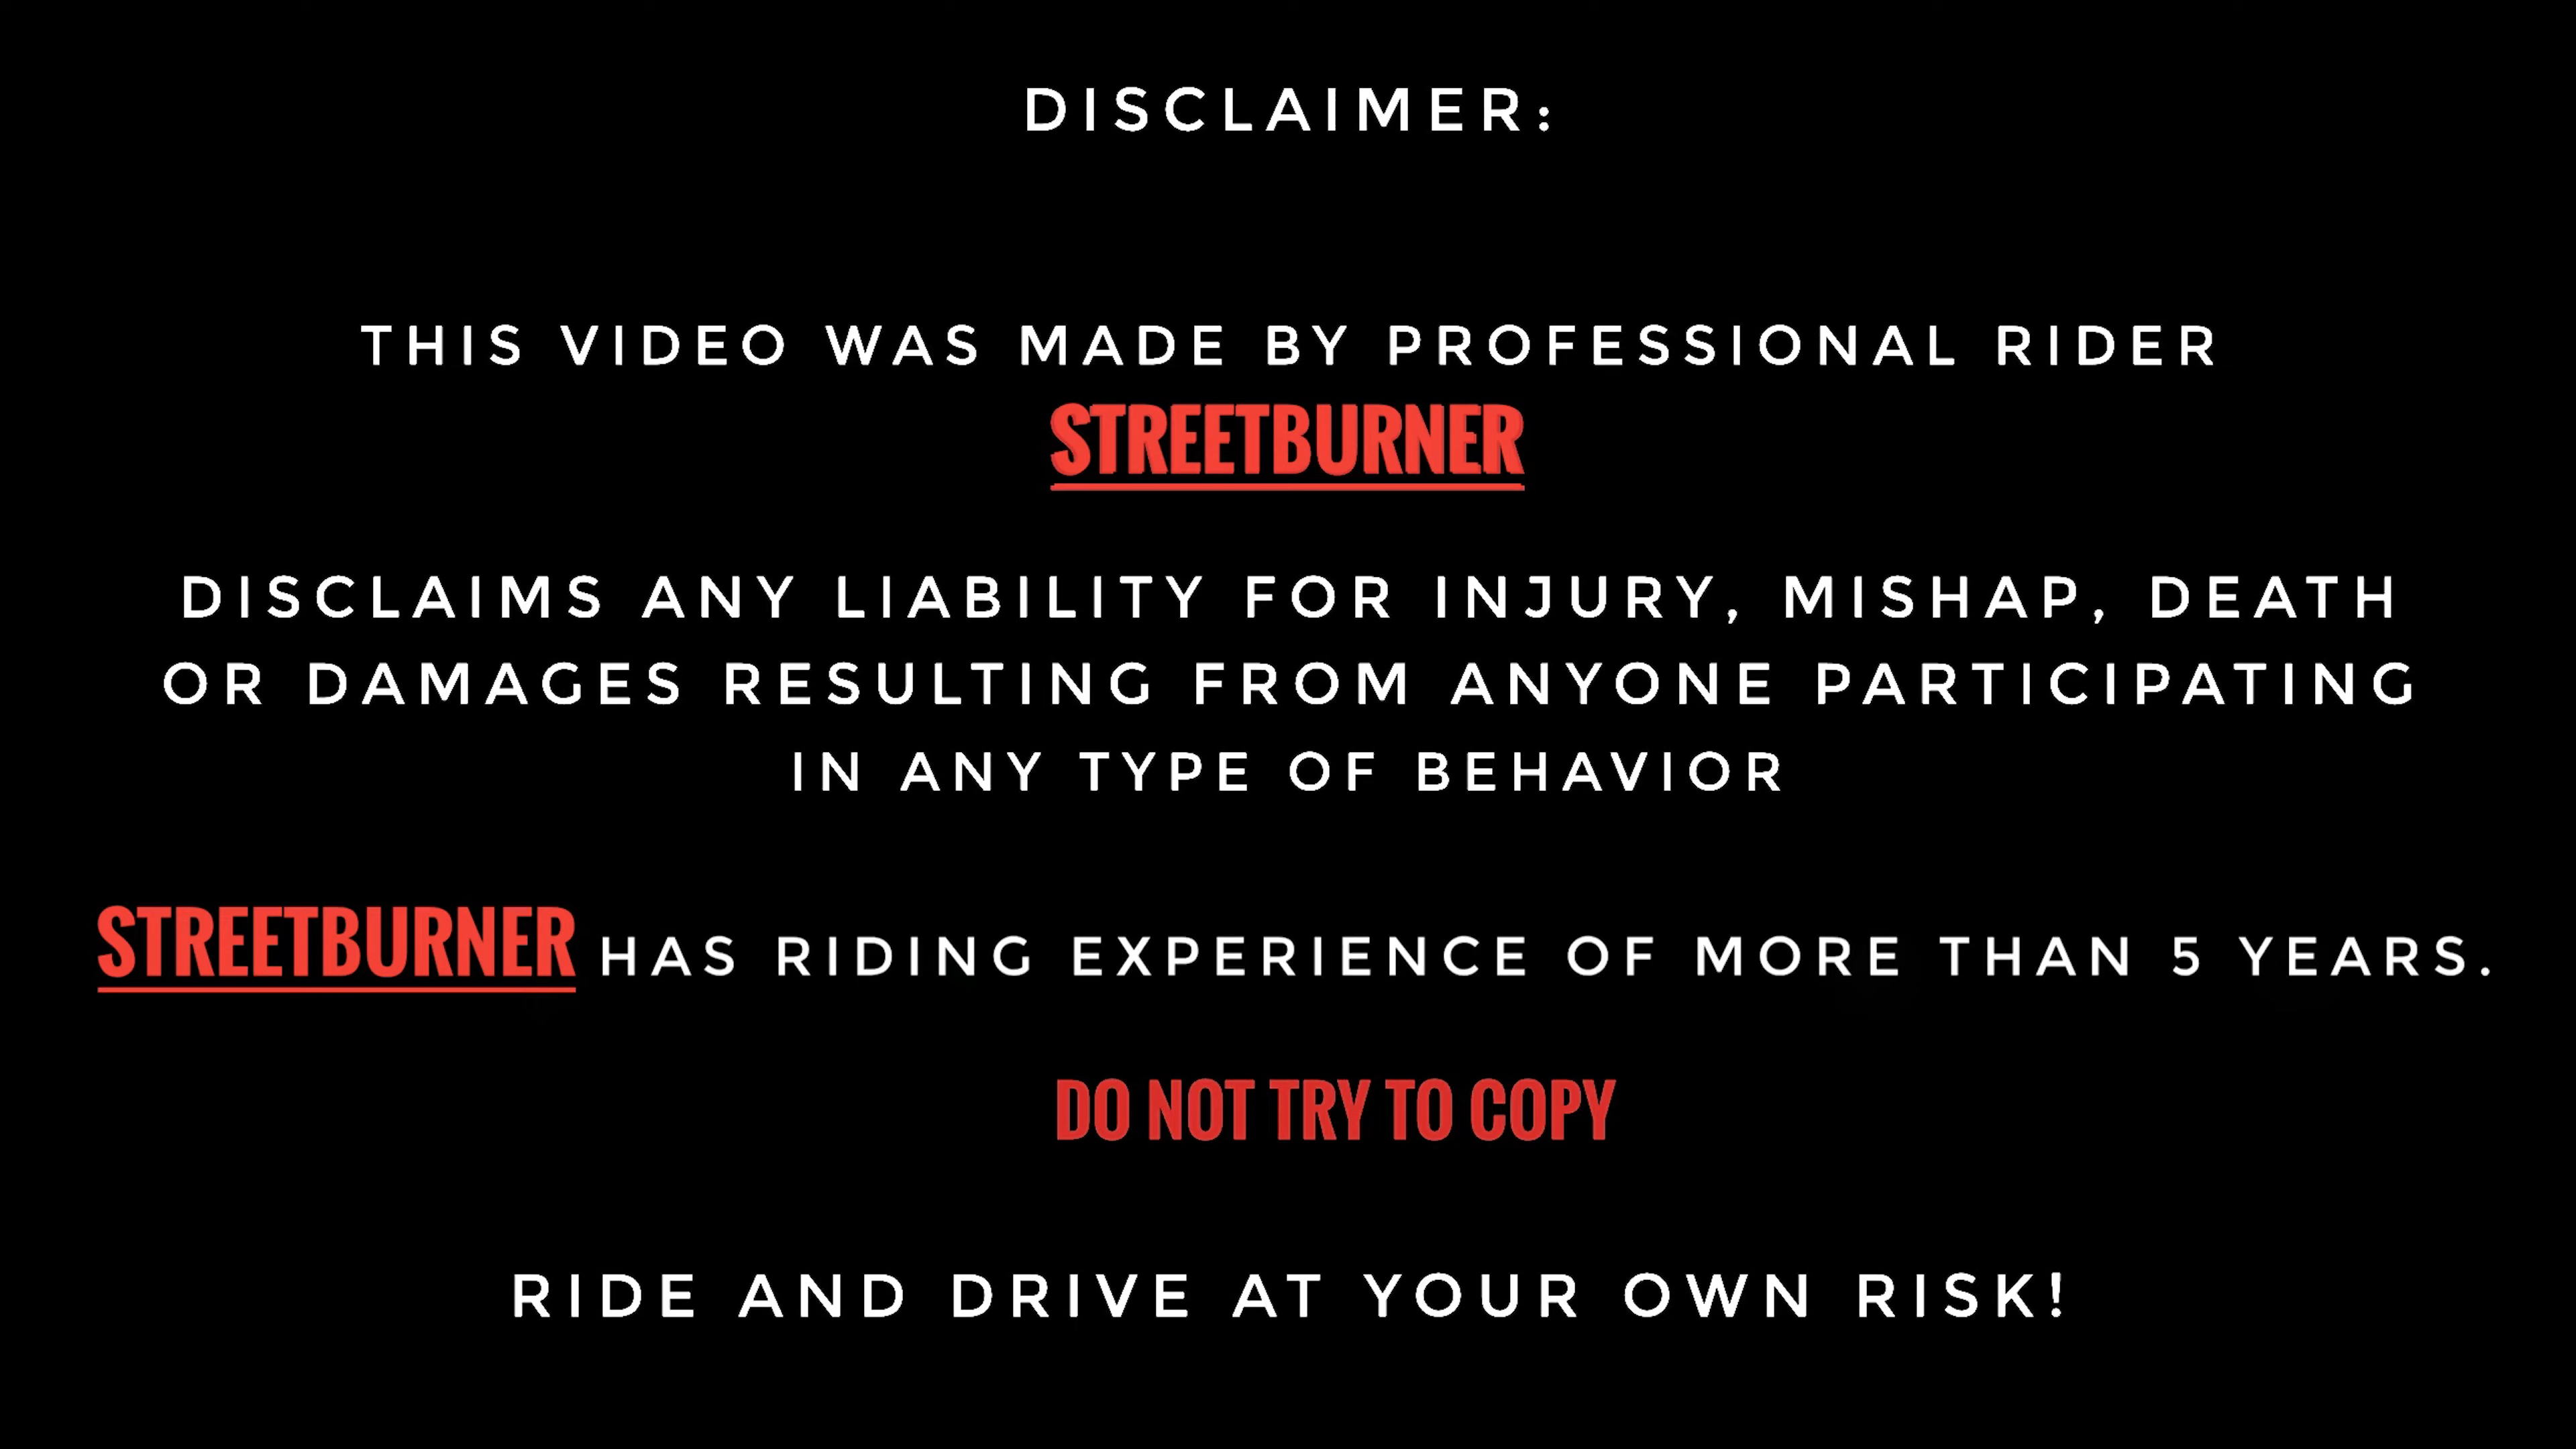 DISCLAIMER:
THIS VIDEO WAS MADE BY PROFESSIONAL RIDER
STREETBURNER
DISCLAIMS ANY LIABILITY FOR INJURY, MISHAP, DEATH
OR DAMAGES RESULTING FROM ANYONE PARTICIPATING
IN ANY TYPE OF BEHAVIOR
STREETBURNER HAS RIDING EXPERIENCE OF MORE THAN 5 YEARS.
DO NOT TRY TO COPY
RIDE AND DRIVE AT YOUR OWN RISK!